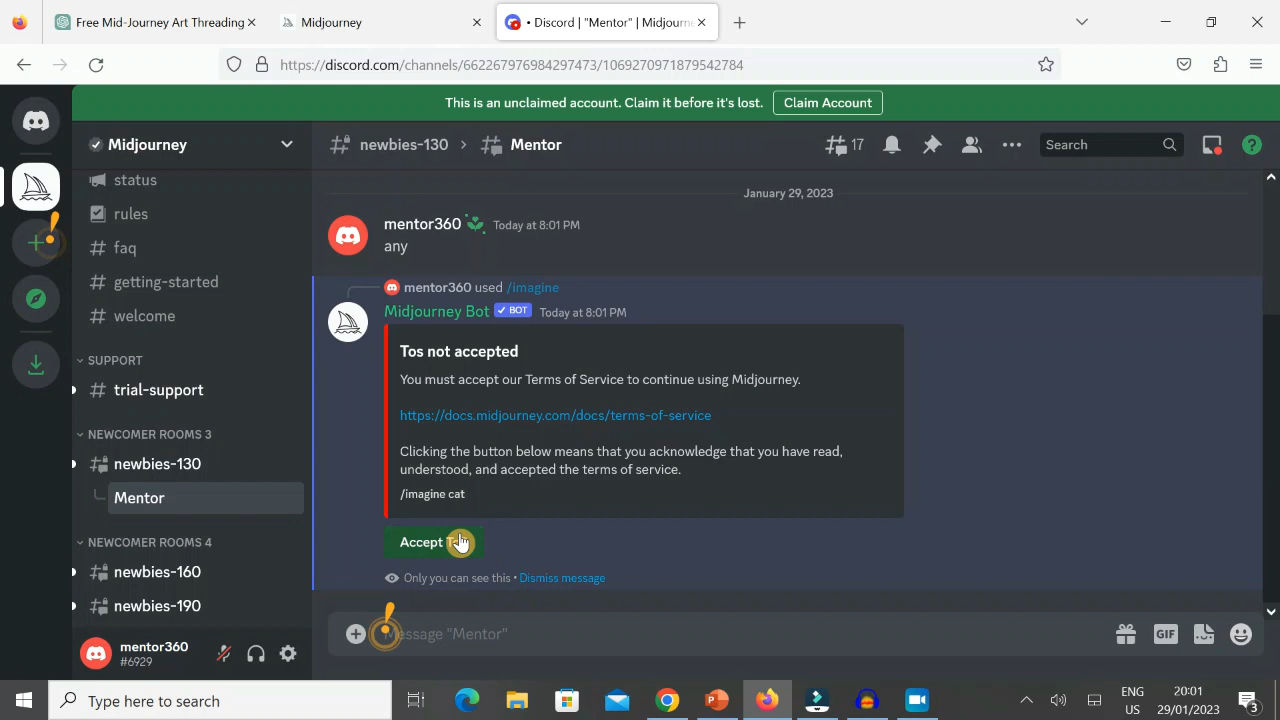 Free Mid-Journey Art Threading
Midjourney
• Discord | "Mentor" | Midjourn
https://discord.com/channels/662267976984297473/1069270971879542784
This is an unclaimed account. Claim it before it's lost.
Claim Account
Midjourney
newbies-130
Mentor
17
Search
status
rules
faq
getting-started
welcome
SUPPORT
trial-support
NEWCOMER ROOMS 3
newbies-130
Mentor
NEWCOMER ROOMS 4
newbies-160
newbies-190
mentor360
#6929
January 29, 2023
mentor360 Today at 8:01 PM
any
mentor360 used /imagine
Midjourney Bot BOT Today at 8:01 PM
Tos not accepted
You must accept our Terms of Service to continue using Midjourney.
https://docs.midjourney.com/docs/terms-of-service
Clicking the button below means that you acknowledge that you have read,
understood, and accepted the terms of service.
/imagine cat
Accept
Only you can see this • Dismiss message
Message "Mentor"
GIF
Type here to search
ENG
US
20:01
29/01/2023
3